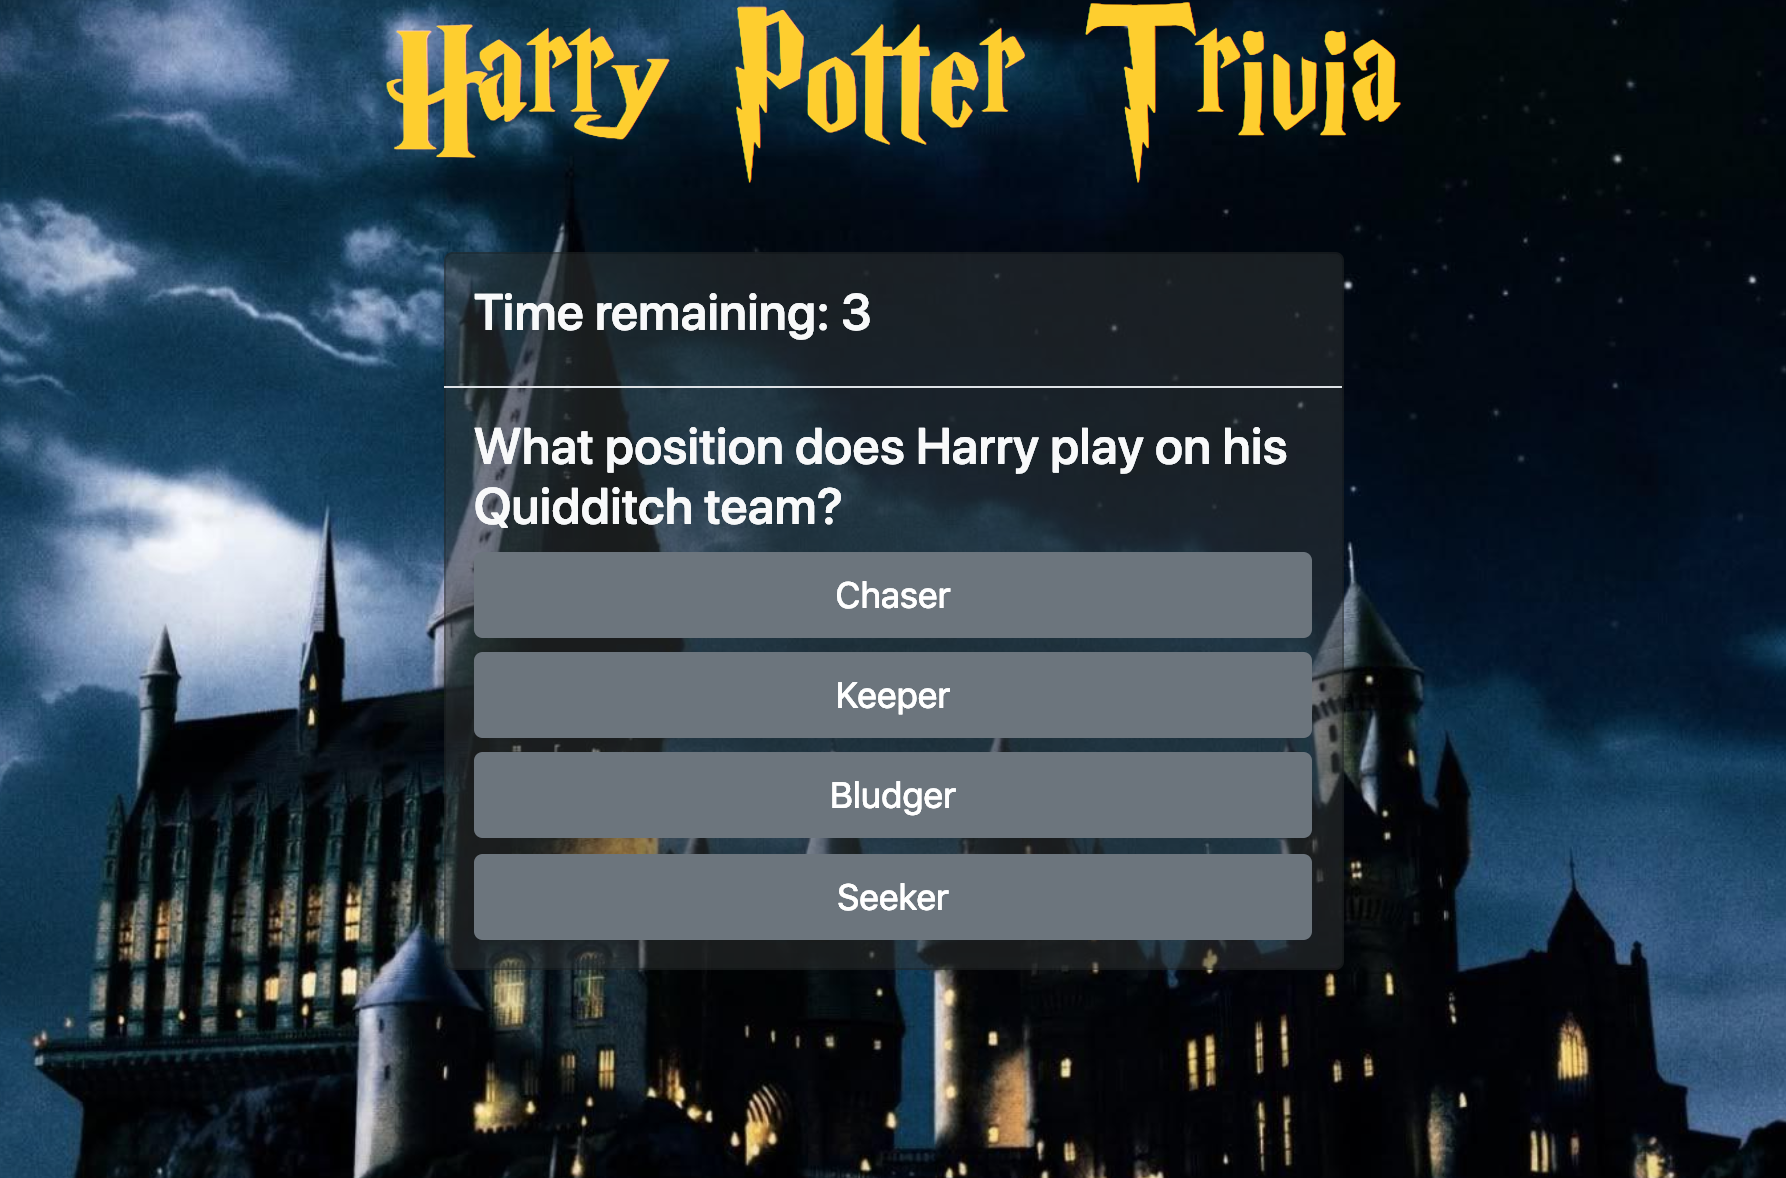 Harry Potter Trivia
Time remaining: 3
What position does Harry play on his
Quidditch team?
Chaser
Keeper
Bludger
Seeker